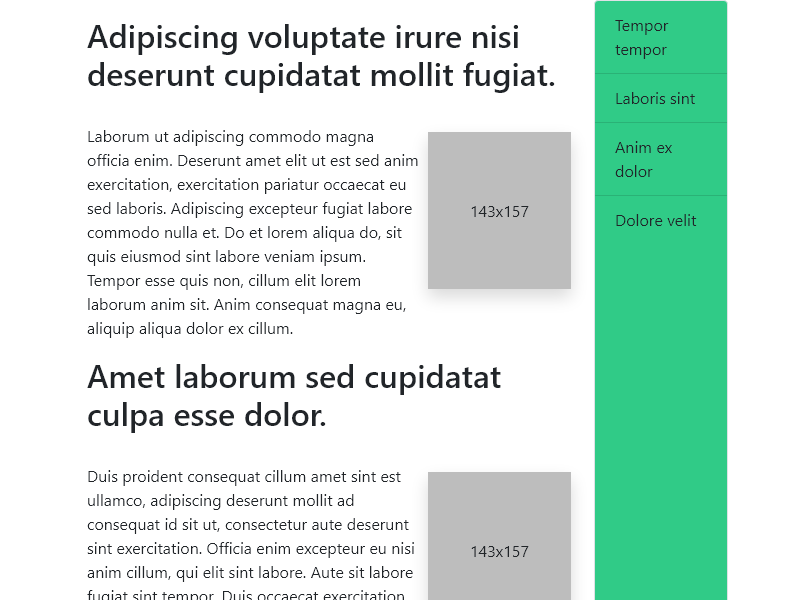 Adipiscing voluptate irure nisi
deserunt cupidatat mollit fugiat.
Laborum ut adipiscing commodo magna
officia enim. Deserunt amet elit ut est sed anim
exercitation, exercitation pariatur occaecat eu
sed laboris. Adipiscing excepteur fugiat labore
commodo nulla et. Do et lorem aliqua do, sit
quis eiusmod sint labore veniam ipsum.
Tempor esse quis non, cillum elit lorem
laborum anim sit. Anim consequat magna eu,
aliquip aliqua dolor ex cillum.
143x157
Amet laborum sed cupidatat
culpa esse dolor.
Duis proident consequat cillum amet sint est
ullamco, adipiscing deserunt mollit ad
consequat id sit ut, consectetur aute deserunt
sint exercitation. Officia enim excepteur eu nisi
anim cillum, qui elit sint labore. Aute sit labore
fugiat sint tempor. Duis occaecat exercitation
143x157
Tempor
tempor
Laboris sint
Anim ex
dolor
Dolore velit